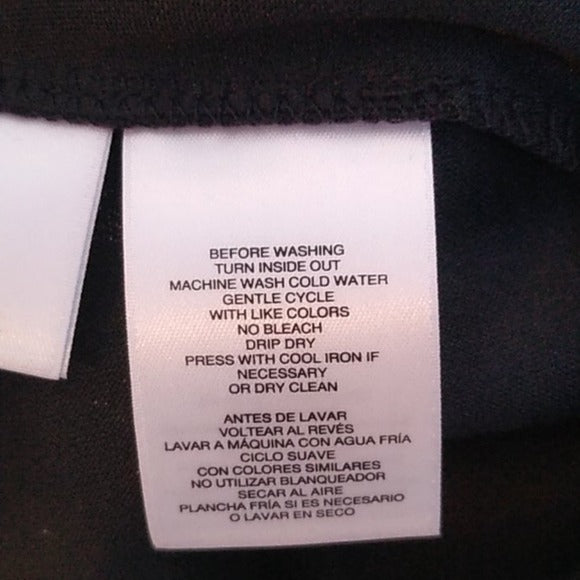 BEFORE WASHING
TURN INSIDE OUT
MACHINE WASH COLD WATER
GENTLE CYCLE
WITH LIKE COLORS
NO BLEACH
DRIP DRY
PRESS WITH COOL IRON IF
NECESSARY
OR DRY CLEAN
ANTES DE LAVAR
VOLTEAR AL REVÉS
LAVAR A MÁQUINA CON AGUA FRÍA
CICLO SUAVE
CON COLORES SIMILARES
NO UTILIZAR BLANQUEADOR
SECAR AL AIRE
PLANCHA FRÍA SI ES NECESARIO
O LAVAR EN SECO